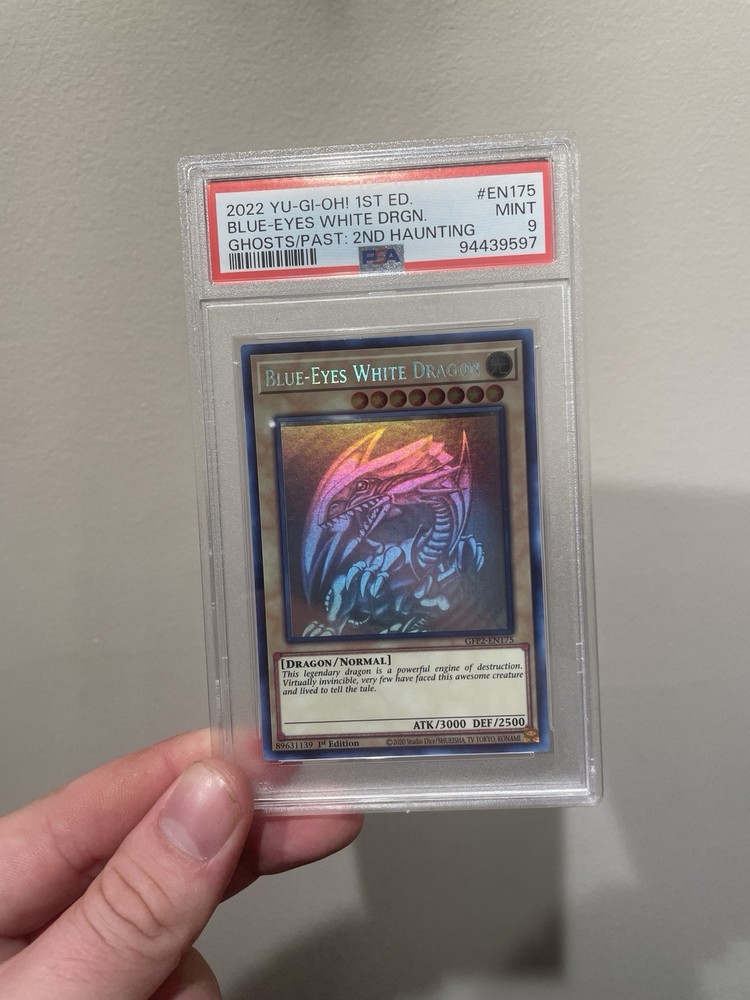 2022 YU-GI-OH! 1ST ED. #EN175
BLUE-EYES WHITE DRGN. MINT
GHOSTS/PAST: 2ND HAUNTING 9
94439597
PSA
BLUE-EYES WHITE DRAGON 光
GFP2-EN175
[DRAGON/NORMAL]
This legendary dragon is a powerful engine of destruction.
Virtually invincible, very few have faced this awesome creature
and lived to tell the tale.
ATK/3000 DEF/2500
89631139 1st Edition ©2020 Studio Dice/SHUEISHA, TV TOKYO, KONAMI